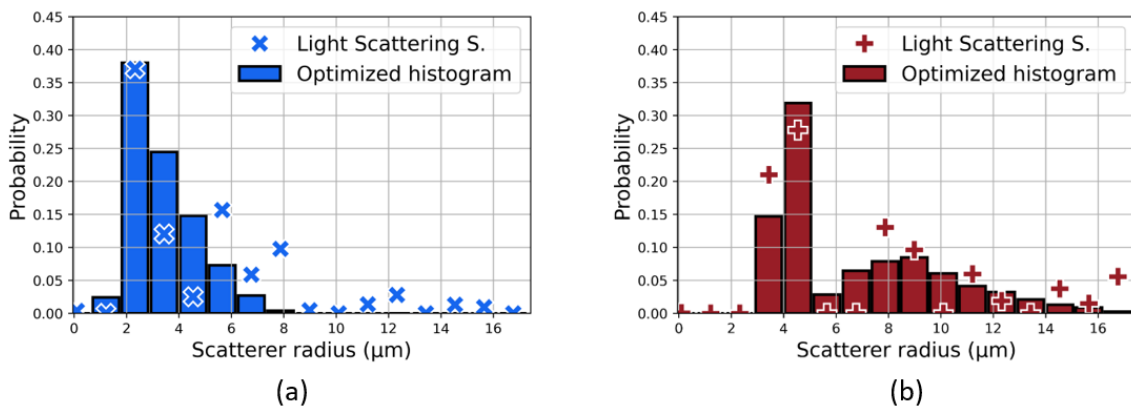 0.45
0.40
0.35
0.30
0.25
0.20
0.15
0.10
0.05
0.00
Probability
Light Scattering S.
Optimized histogram
0 2 4 6 8 10 12 14 16
Scatterer radius (µm)
(a)
0.45
0.40
0.35
0.30
0.25
0.20
0.15
0.10
0.05
0.00
Probability
Light Scattering S.
Optimized histogram
0 2 4 6 8 10 12 14 16
Scatterer radius (µm)
(b)